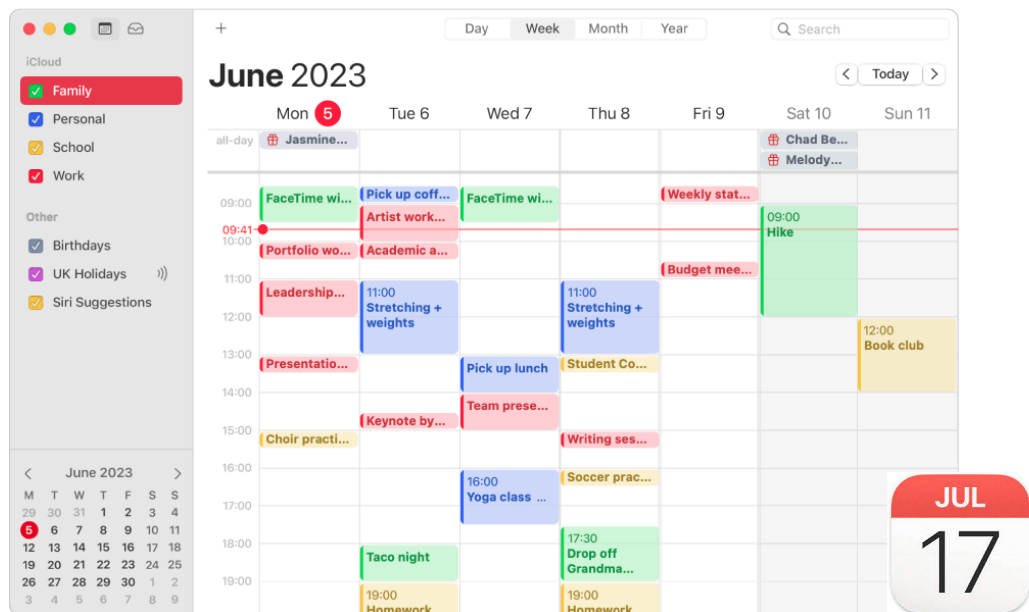 Day Week Month Year Search
iCloud
Family
Personal
School
Work
Other
Birthdays
UK Holidays
Siri Suggestions
June 2023
M T W T F S S
29 30 31 1 2 3 4
5 6 7 8 9 10 11
12 13 14 15 16 17 18
19 20 21 22 23 24 25
26 27 28 29 30 1 2
3 4 5 6 7 8 9
June 2023
Today
Mon 5 Tue 6 Wed 7 Thu 8 Fri 9 Sat 10 Sun 11
all-day Jasmine... Chad Be...
Melody...
Pick up coff... Weekly stat...
09:00 FaceTime wi... FaceTime wi...
Artist work... 09:00
09:41 Hike
10:00
Portfolio wo... Academic a...
Budget mee...
11:00
Leadership... 11:00 11:00
Stretching + Stretching +
weights weights
12:00
12:00
Book club
13:00
Presentatio... Pick up lunch Student Co...
14:00
Team prese...
Keynote by...
15:00
Choir practi... Writing ses...
16:00
16:00 Soccer prac...
Yoga class ...
17:00
17:30
18:00
Taco night Drop off
Grandma...
19:00
19:00 19:00
Homework Homework
JUL
17